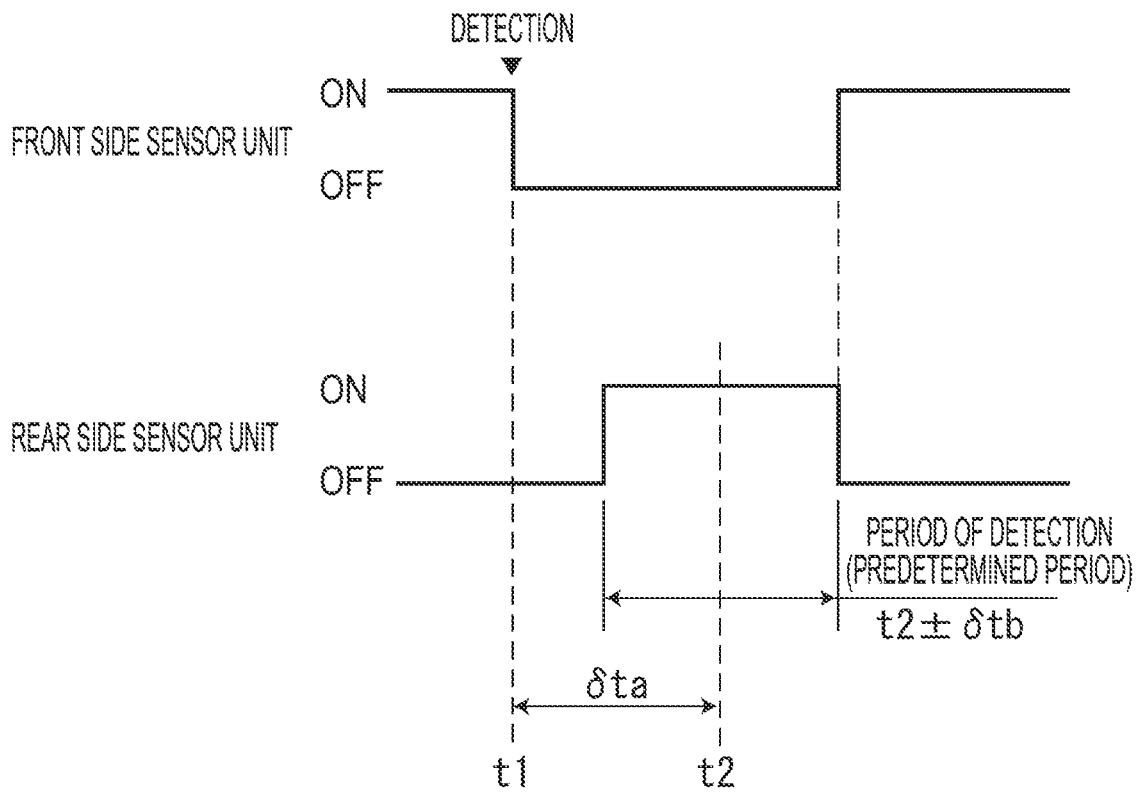 DETECTION
ON
FRONT SIDE SENSOR UNIT
OFF
ON
REAR SIDE SENSOR UNIT
OFF
PERIOD OF DETECTION
(PREDETERMINED PERIOD)
t2± δtb
δta
t1
t2